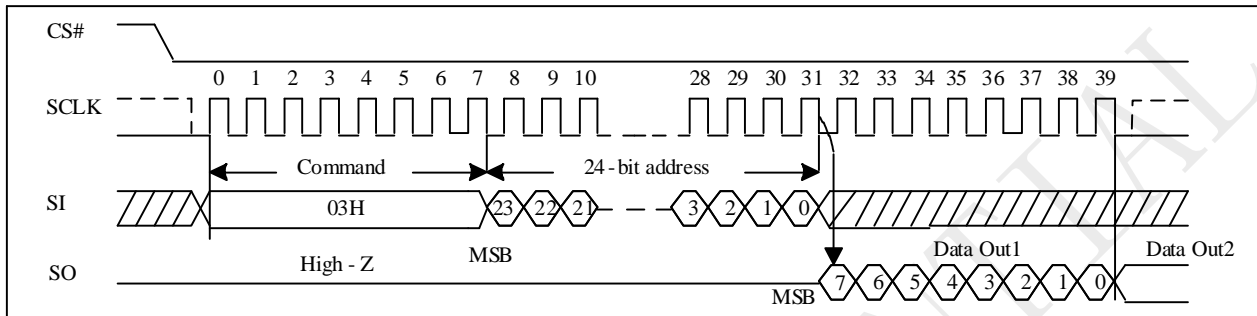 CS#
0 1 2 3 4 5 6 7 8 9 10 28 29 30 31 32 33 34 35 36 37 38 39
SCLK
Command 24-bit address
SI 03H 23 22 21 3 2 1 0
MSB Data Out1 Data Out2
SO High - Z
MSB 7 6 5 4 3 2 1 0